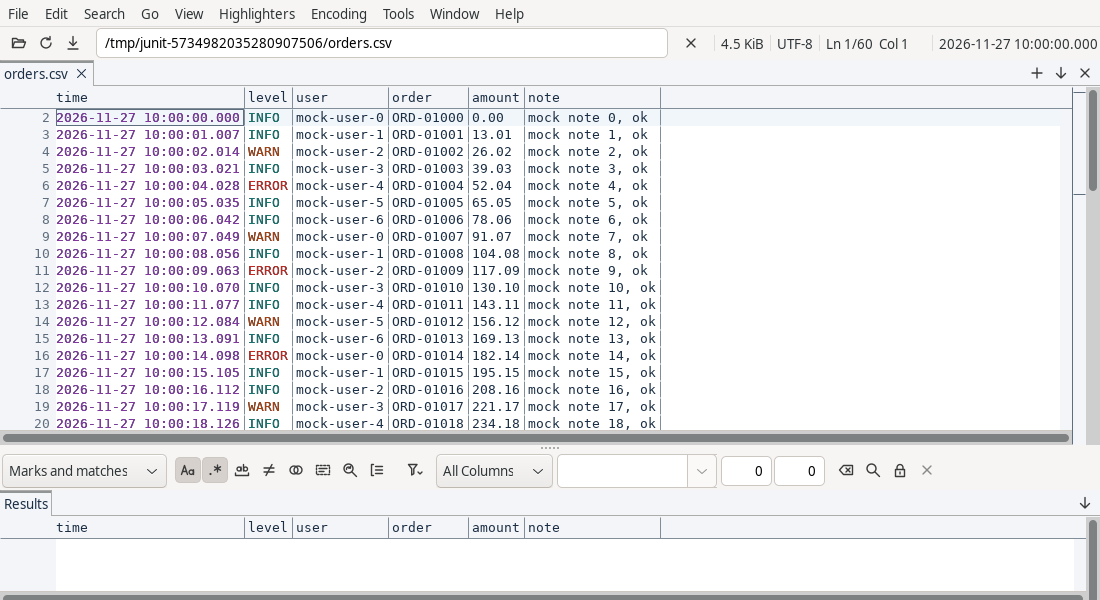 File Edit Search Go View Highlighters Encoding Tools Window Help
/tmp/junit-5734982035280907506/orders.csv 4.5 KiB UTF-8 Ln 1/60 Col 1 2026-11-27 10:00:00.000
orders.csv
time level user order amount note
2 2026-11-27 10:00:00.000 INFO mock-user-0 ORD-01000 0.00 mock note 0, ok
3 2026-11-27 10:00:01.007 INFO mock-user-1 ORD-01001 13.01 mock note 1, ok
4 2026-11-27 10:00:02.014 WARN mock-user-2 ORD-01002 26.02 mock note 2, ok
5 2026-11-27 10:00:03.021 INFO mock-user-3 ORD-01003 39.03 mock note 3, ok
6 2026-11-27 10:00:04.028 ERROR mock-user-4 ORD-01004 52.04 mock note 4, ok
7 2026-11-27 10:00:05.035 INFO mock-user-5 ORD-01005 65.05 mock note 5, ok
8 2026-11-27 10:00:06.042 INFO mock-user-6 ORD-01006 78.06 mock note 6, ok
9 2026-11-27 10:00:07.049 WARN mock-user-0 ORD-01007 91.07 mock note 7, ok
10 2026-11-27 10:00:08.056 INFO mock-user-1 ORD-01008 104.08 mock note 8, ok
11 2026-11-27 10:00:09.063 ERROR mock-user-2 ORD-01009 117.09 mock note 9, ok
12 2026-11-27 10:00:10.070 INFO mock-user-3 ORD-01010 130.10 mock note 10, ok
13 2026-11-27 10:00:11.077 INFO mock-user-4 ORD-01011 143.11 mock note 11, ok
14 2026-11-27 10:00:12.084 WARN mock-user-5 ORD-01012 156.12 mock note 12, ok
15 2026-11-27 10:00:13.091 INFO mock-user-6 ORD-01013 169.13 mock note 13, ok
16 2026-11-27 10:00:14.098 ERROR mock-user-0 ORD-01014 182.14 mock note 14, ok
17 2026-11-27 10:00:15.105 INFO mock-user-1 ORD-01015 195.15 mock note 15, ok
18 2026-11-27 10:00:16.112 INFO mock-user-2 ORD-01016 208.16 mock note 16, ok
19 2026-11-27 10:00:17.119 WARN mock-user-3 ORD-01017 221.17 mock note 17, ok
20 2026-11-27 10:00:18.126 INFO mock-user-4 ORD-01018 234.18 mock note 18, ok
Marks and matches Aa .* ab All Columns 0 0
Results
time level user order amount note